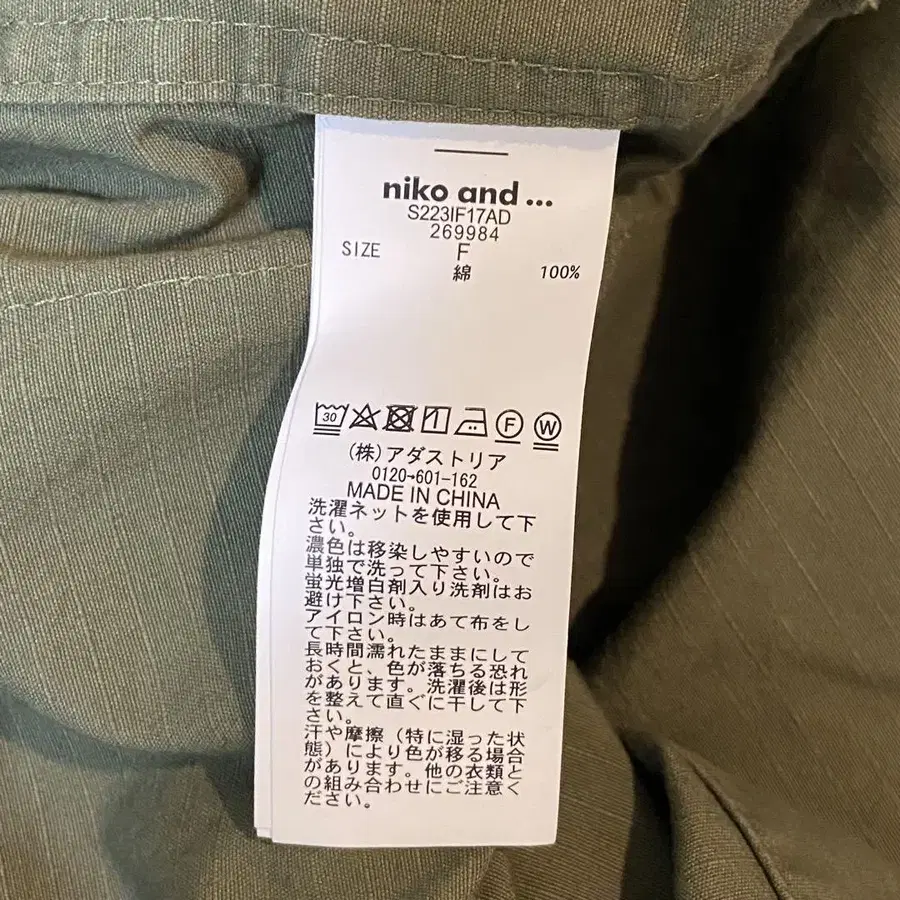 niko and ...
S223IF17AD
269984
SIZE F
綿 100%
30 F W
(株)アダストリア
0120-601-162
MADE IN CHINA
洗濯ネットを使用して下
さい。
濃色は移染しやすいので
単独で洗って下さい。
蛍光増白剤入り洗剤はお
避け下さい。
アイロン時はあて布をし
て下さい。
長時間濡れたままにして
おくと、色が落ちる恐れ
があります。洗濯後は形
を整えて直ぐに干して下
さい。
汗や摩擦(特に湿った状
態)により色が移る場合
があります。他の衣類と
の組み合わせにご注意く
ださい。